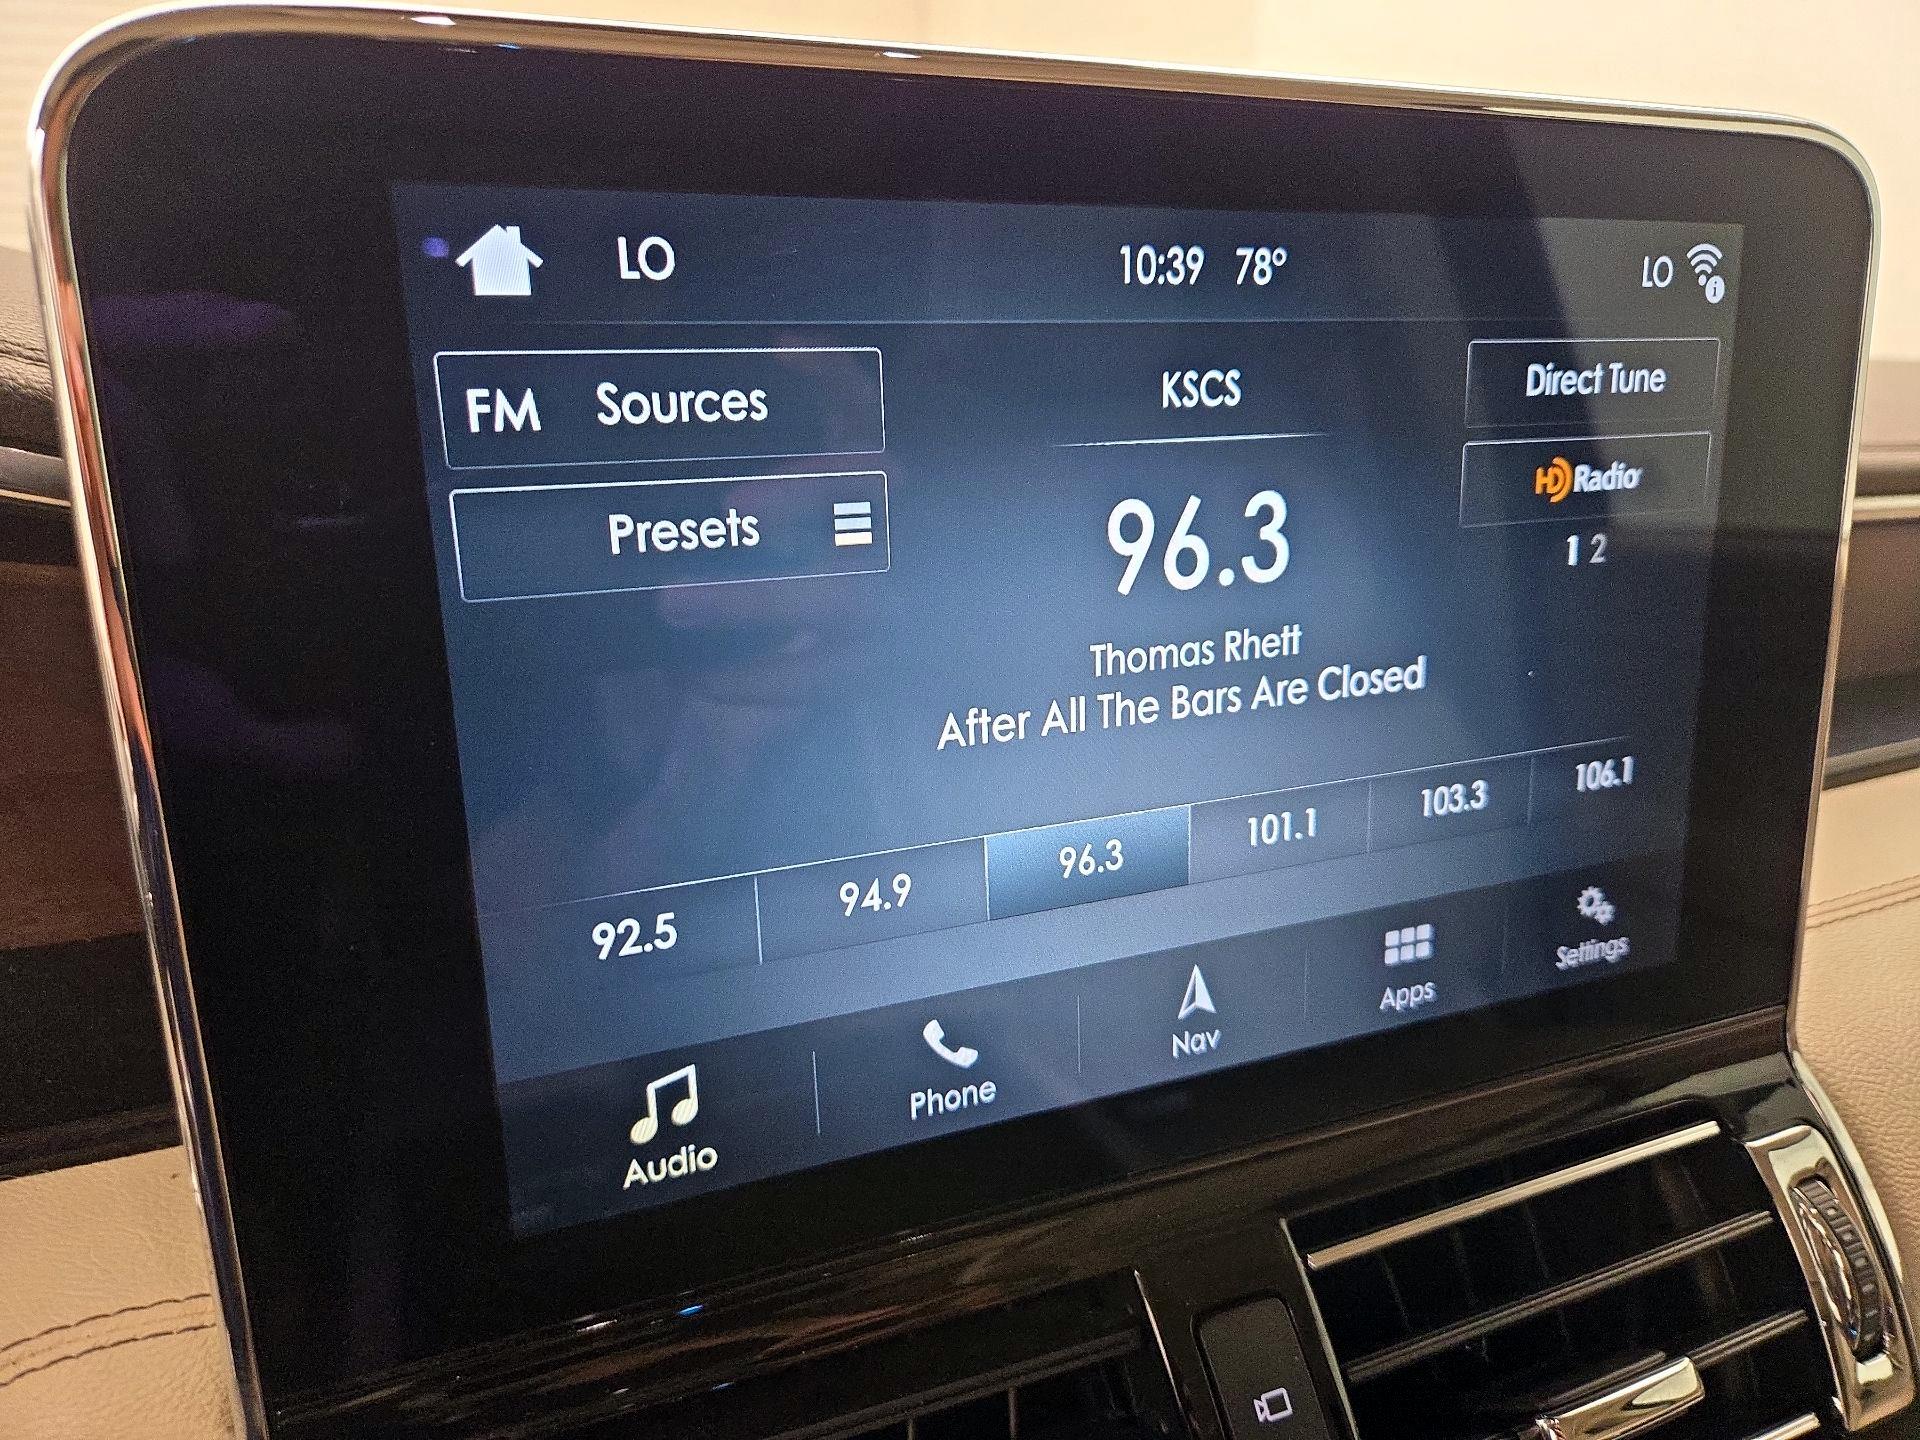 LO
10:39 78°
LO
FM Sources
KSCS
Direct Tune
Presets
96.3
HD Radio
1 2
Thomas Rhett
After All The Bars Are Closed
92.5
94.9
96.3
101.1
103.3
106.1
Audio
Phone
Nav
Apps
Settings